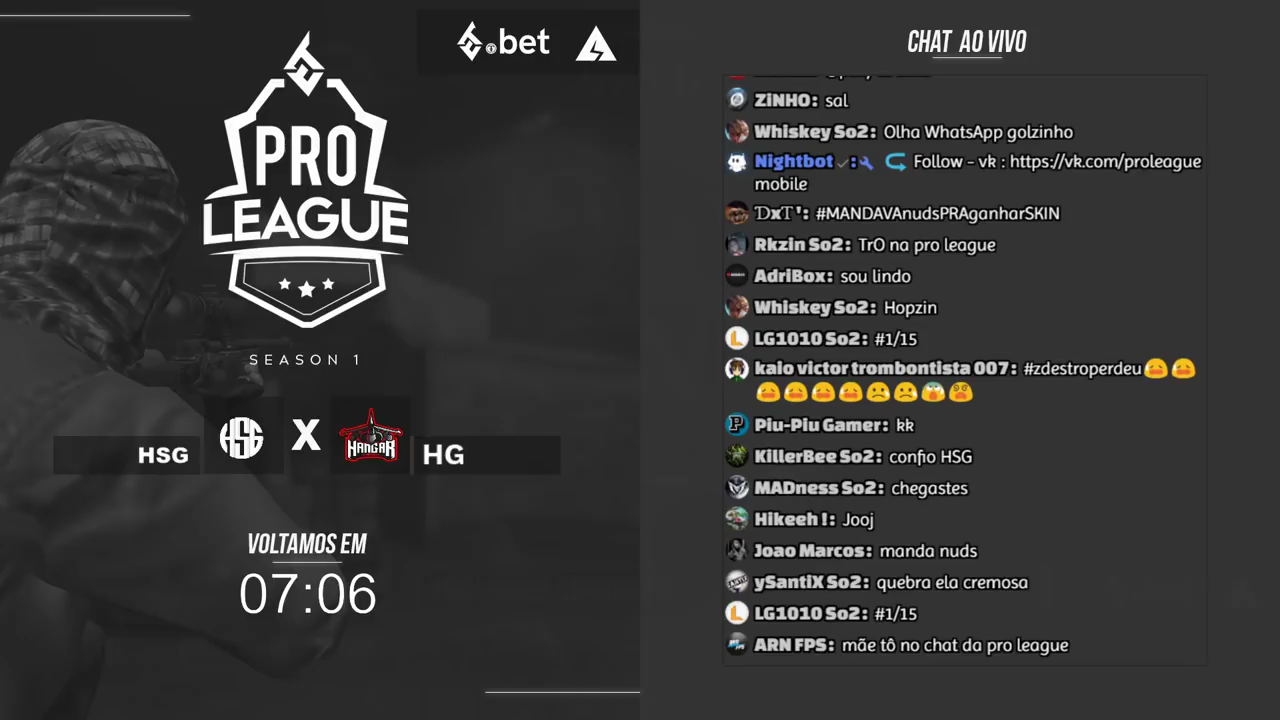 PRO
LEAGUE
SEASON 1
.bet
HSG
HSG
X
HANGAR
HG
VOLTAMOS EM
07:06
CHAT AO VIVO
ZiNHO: sal
Whiskey So2: Olha WhatsApp golzinho
Nightbot ✓: Follow - vk : https://vk.com/proleague
mobile
DxT': #MANDAVAnudsPRAganharSKIN
Rkzin So2: TrO na pro league
AdriBox: sou lindo
Whiskey So2: Hopzin
LG1010 So2: #1/15
kaio victor trombontista 007: #zdestroperdeu😩😩
😩😩😩😩😢😢😱😵
Piu-Piu Gamer: kk
KillerBee So2: confio HSG
MADness So2: chegastes
Hikeeh !: Jooj
Joao Marcos: manda nuds
ySantiX So2: quebra ela cremosa
LG1010 So2: #1/15
ARN FPS: mãe tô no chat da pro league